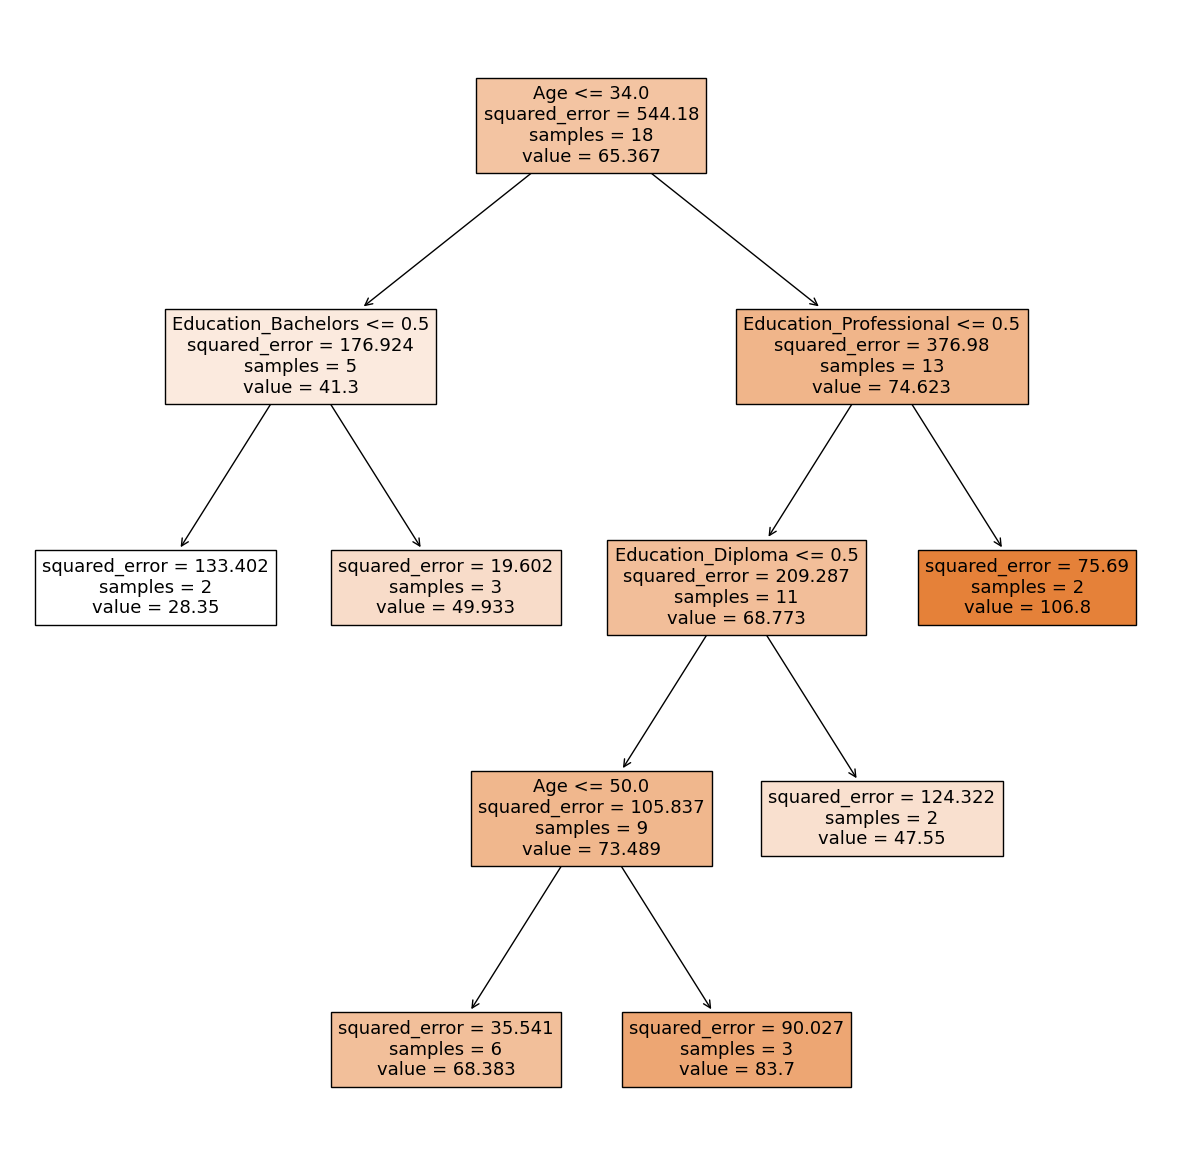 Age <= 34.0
squared_error = 544.18
samples = 18
value = 65.367
Education_Bachelors <= 0.5
squared_error = 176.924
samples = 5
value = 41.3
Education_Professional <= 0.5
squared_error = 376.98
samples = 13
value = 74.623
squared_error = 133.402
samples = 2
value = 28.35
squared_error = 19.602
samples = 3
value = 49.933
Education_Diploma <= 0.5
squared_error = 209.287
samples = 11
value = 68.773
squared_error = 75.69
samples = 2
value = 106.8
Age <= 50.0
squared_error = 105.837
samples = 9
value = 73.489
squared_error = 124.322
samples = 2
value = 47.55
squared_error = 35.541
samples = 6
value = 68.383
squared_error = 90.027
samples = 3
value = 83.7